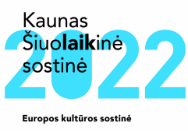 Kaunas
Šiuolaikinė
sostinė
2022
Europos kultūros sostinė